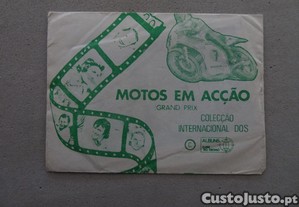 MOTOS EM ACÇÃO
GRAND PRIX
COLECÇÃO
INTERNACIONAL DOS
CustoJusto.pt